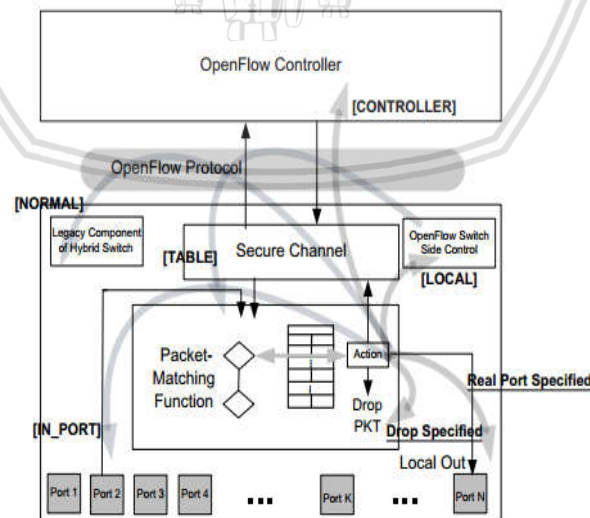 OpenFlow Controller
[CONTROLLER]
OpenFlow Protocol
[NORMAL]
Legacy Component
of Hybrid Switch
[TABLE]
Secure Channel
OpenFlow Switch
Side Control
[LOCAL]
Packet-
Matching
Function
Action
Drop
PKT
Real Port Specified
Drop Specified
[IN_PORT]
Local Out
Port 1
Port 2
Port 3
Port 4
...
Port K
...
Port N